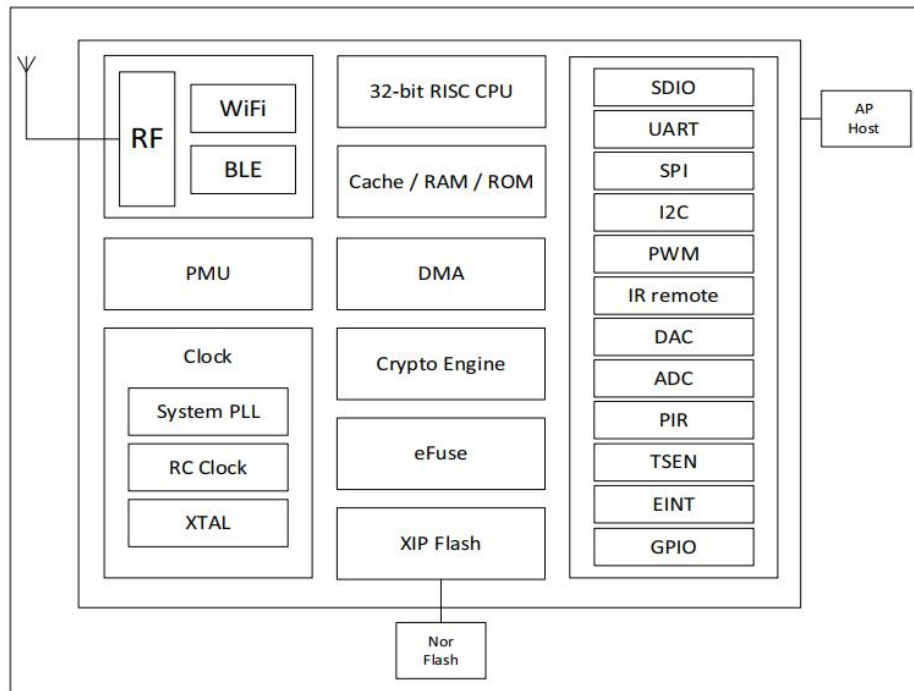 RF
WiFi
BLE
PMU
Clock
System PLL
RC Clock
XTAL
32-bit RISC CPU
Cache / RAM / ROM
DMA
Crypto Engine
eFuse
XIP Flash
SDIO
UART
SPI
I2C
PWM
IR remote
DAC
ADC
PIR
TSEN
EINT
GPIO
AP
Host
Nor
Flash